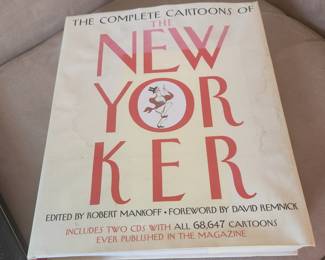 THE COMPLETE CARTOONS OF
THE
NEW
YOR
KER
EDITED BY ROBERT MANKOFF • FOREWORD BY DAVID REMNICK
INCLUDES TWO CDS WITH ALL 68,647 CARTOONS
EVER PUBLISHED IN THE MAGAZINE